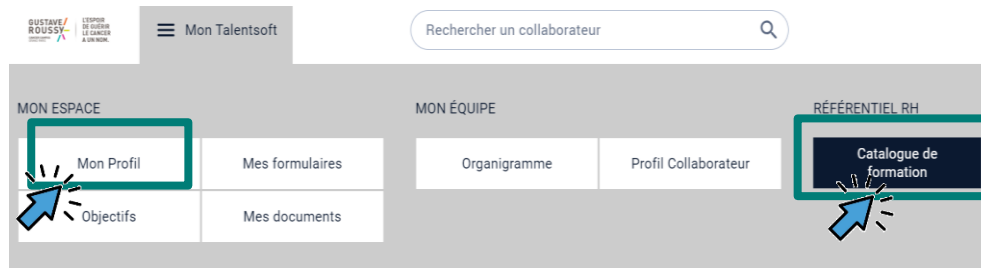 GUSTAVE/
ROUSSY
L'ESPOIR
DE GUÉRIR
LE CANCER
A UN NOM.
Mon Talentsoft
Rechercher un collaborateur
MON ESPACE
MON ÉQUIPE
RÉFÉRENTIEL RH
Mon Profil
Mes formulaires
Organigramme
Profil Collaborateur
Catalogue de
formation
Objectifs
Mes documents